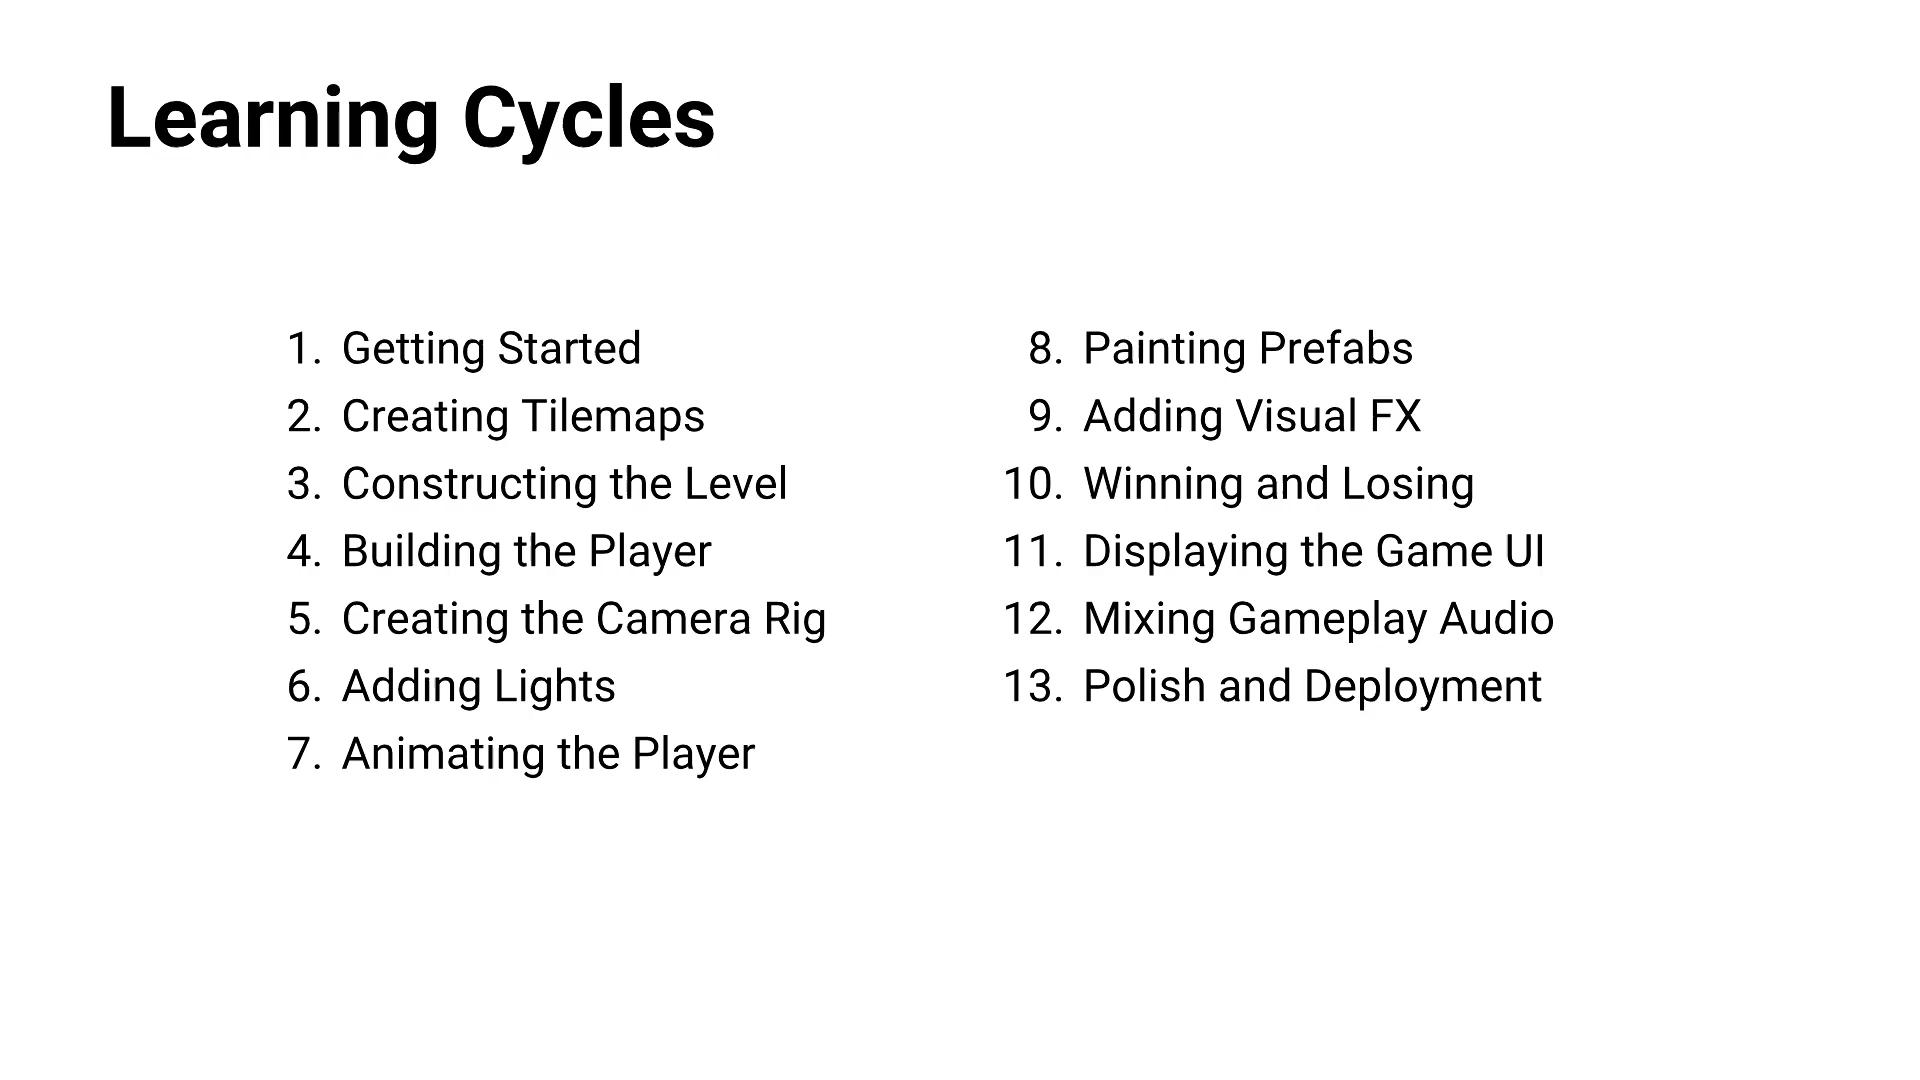 Learning Cycles
1. Getting Started
2. Creating Tilemaps
3. Constructing the Level
4. Building the Player
5. Creating the Camera Rig
6. Adding Lights
7. Animating the Player
8. Painting Prefabs
9. Adding Visual FX
10. Winning and Losing
11. Displaying the Game UI
12. Mixing Gameplay Audio
13. Polish and Deployment